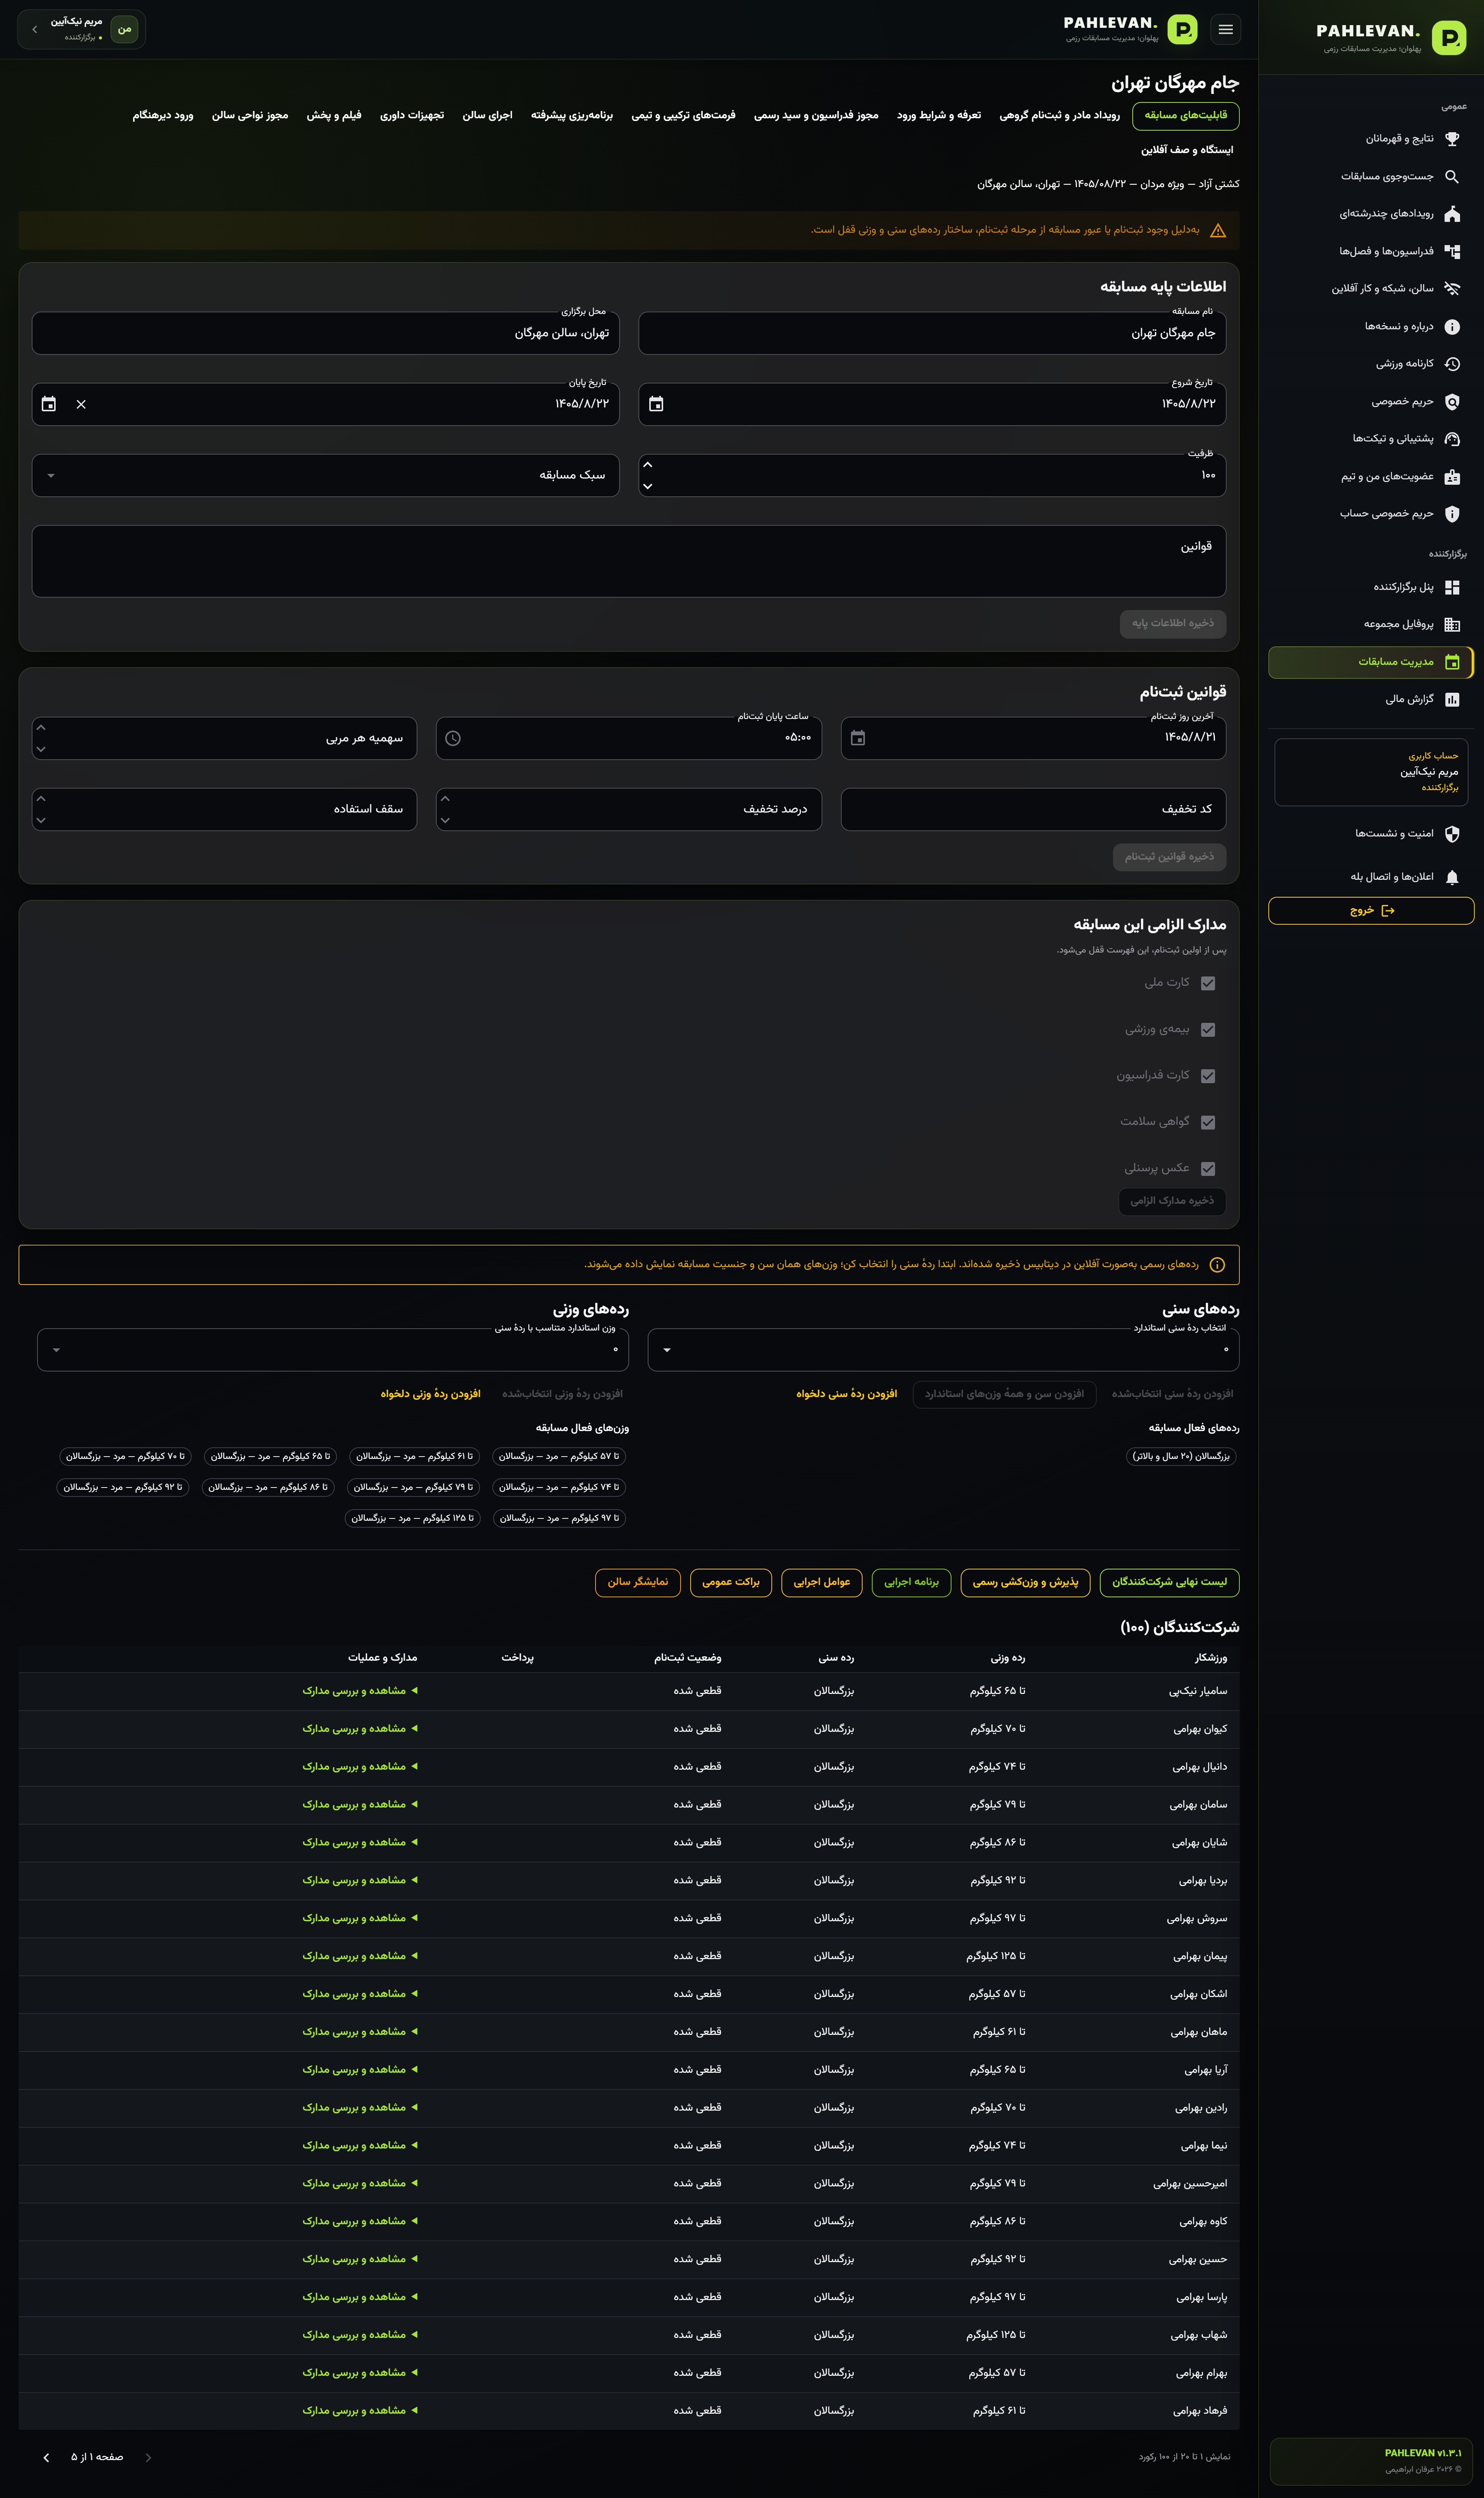 PAHLEVAN.
پهلوان؛ مدیریت مسابقات رزمی
عمومی
نتایج و قهرمانان
جست‌وجوی مسابقات
رویدادهای چندرشته‌ای
فدراسیون‌ها و فصل‌ها
سالن، شبکه و کار آفلاین
درباره و نسخه‌ها
کارنامه ورزشی
حریم خصوصی
پشتیبانی و تیکت‌ها
عضویت‌های من و تیم
حریم خصوصی حساب
برگزارکننده
پنل برگزارکننده
پروفایل مجموعه
مدیریت مسابقات
گزارش مالی
حساب کاربری
مریم نیک‌آیین
برگزارکننده
امنیت و نشست‌ها
اعلان‌ها و اتصال بله
خروج
PAHLEVAN v۱.۳.۱
© ۲۰۲۶ عرفان ابراهیمی
PAHLEVAN.
پهلوان؛ مدیریت مسابقات رزمی
من
مریم نیک‌آیین
برگزارکننده
جام مهرگان تهران
قابلیت‌های مسابقه رویداد مادر و ثبت‌نام گروهی تعرفه و شرایط ورود مجوز فدراسیون و سید رسمی فرمت‌های ترکیبی و تیمی برنامه‌ریزی پیشرفته اجرای سالن تجهیزات داوری فیلم و پخش مجوز نواحی سالن ورود دیرهنگام
ایستگاه و صف آفلاین
کشتی آزاد — ویژه مردان — ۱۴۰۵/۰۸/۲۲ — تهران، سالن مهرگان
به‌دلیل وجود ثبت‌نام یا عبور مسابقه از مرحله ثبت‌نام، ساختار رده‌های سنی و وزنی قفل است.
اطلاعات پایه مسابقه
نام مسابقه
جام مهرگان تهران
محل برگزاری
تهران، سالن مهرگان
تاریخ شروع
۱۴۰۵/۸/۲۲
تاریخ پایان
۱۴۰۵/۸/۲۲
ظرفیت
۱۰۰
سبک مسابقه
قوانین
ذخیره اطلاعات پایه
قوانین ثبت‌نام
آخرین روز ثبت‌نام
۱۴۰۵/۸/۲۱
ساعت پایان ثبت‌نام
۰۵:۰۰
سهمیه هر مربی
کد تخفیف
درصد تخفیف
سقف استفاده
ذخیره قوانین ثبت‌نام
مدارک الزامی این مسابقه
پس از اولین ثبت‌نام، این فهرست قفل می‌شود.
کارت ملی
بیمه‌ی ورزشی
کارت فدراسیون
گواهی سلامت
عکس پرسنلی
ذخیره مدارک الزامی
رده‌های رسمی به‌صورت آفلاین در دیتابیس ذخیره شده‌اند. ابتدا ردهٔ سنی را انتخاب کن؛ وزن‌های همان سن و جنسیت مسابقه نمایش داده می‌شوند.
رده‌های سنی
انتخاب ردهٔ سنی استاندارد
۰
افزودن ردهٔ سنی انتخاب‌شده افزودن سن و همهٔ وزن‌های استاندارد افزودن ردهٔ سنی دلخواه
رده‌های فعال مسابقه
بزرگسالان (۲۰ سال و بالاتر)
رده‌های وزنی
وزن استاندارد متناسب با ردهٔ سنی
۰
افزودن ردهٔ وزنی انتخاب‌شده افزودن ردهٔ وزنی دلخواه
وزن‌های فعال مسابقه
تا ۵۷ کیلوگرم — مرد — بزرگسالان تا ۶۱ کیلوگرم — مرد — بزرگسالان تا ۶۵ کیلوگرم — مرد — بزرگسالان تا ۷۰ کیلوگرم — مرد — بزرگسالان
تا ۷۴ کیلوگرم — مرد — بزرگسالان تا ۷۹ کیلوگرم — مرد — بزرگسالان تا ۸۶ کیلوگرم — مرد — بزرگسالان تا ۹۲ کیلوگرم — مرد — بزرگسالان
تا ۹۷ کیلوگرم — مرد — بزرگسالان تا ۱۲۵ کیلوگرم — مرد — بزرگسالان
لیست نهایی شرکت‌کنندگان پذیرش و وزن‌کشی رسمی برنامه اجرایی عوامل اجرایی براکت عمومی نمایشگر سالن
شرکت‌کنندگان (۱۰۰)
ورزشکار رده وزنی رده سنی وضعیت ثبت‌نام پرداخت مدارک و عملیات
سامیار نیک‌پی تا ۶۵ کیلوگرم بزرگسالان قطعی شده مشاهده و بررسی مدارک
کیوان بهرامی تا ۷۰ کیلوگرم بزرگسالان قطعی شده مشاهده و بررسی مدارک
دانیال بهرامی تا ۷۴ کیلوگرم بزرگسالان قطعی شده مشاهده و بررسی مدارک
سامان بهرامی تا ۷۹ کیلوگرم بزرگسالان قطعی شده مشاهده و بررسی مدارک
شایان بهرامی تا ۸۶ کیلوگرم بزرگسالان قطعی شده مشاهده و بررسی مدارک
بردیا بهرامی تا ۹۲ کیلوگرم بزرگسالان قطعی شده مشاهده و بررسی مدارک
سروش بهرامی تا ۹۷ کیلوگرم بزرگسالان قطعی شده مشاهده و بررسی مدارک
پیمان بهرامی تا ۱۲۵ کیلوگرم بزرگسالان قطعی شده مشاهده و بررسی مدارک
اشکان بهرامی تا ۵۷ کیلوگرم بزرگسالان قطعی شده مشاهده و بررسی مدارک
ماهان بهرامی تا ۶۱ کیلوگرم بزرگسالان قطعی شده مشاهده و بررسی مدارک
آریا بهرامی تا ۶۵ کیلوگرم بزرگسالان قطعی شده مشاهده و بررسی مدارک
رادین بهرامی تا ۷۰ کیلوگرم بزرگسالان قطعی شده مشاهده و بررسی مدارک
نیما بهرامی تا ۷۴ کیلوگرم بزرگسالان قطعی شده مشاهده و بررسی مدارک
امیرحسین بهرامی تا ۷۹ کیلوگرم بزرگسالان قطعی شده مشاهده و بررسی مدارک
کاوه بهرامی تا ۸۶ کیلوگرم بزرگسالان قطعی شده مشاهده و بررسی مدارک
حسین بهرامی تا ۹۲ کیلوگرم بزرگسالان قطعی شده مشاهده و بررسی مدارک
پارسا بهرامی تا ۹۷ کیلوگرم بزرگسالان قطعی شده مشاهده و بررسی مدارک
شهاب بهرامی تا ۱۲۵ کیلوگرم بزرگسالان قطعی شده مشاهده و بررسی مدارک
بهرام بهرامی تا ۵۷ کیلوگرم بزرگسالان قطعی شده مشاهده و بررسی مدارک
فرهاد بهرامی تا ۶۱ کیلوگرم بزرگسالان قطعی شده مشاهده و بررسی مدارک
نمایش ۱ تا ۲۰ از ۱۰۰ رکورد
صفحه ۱ از ۵